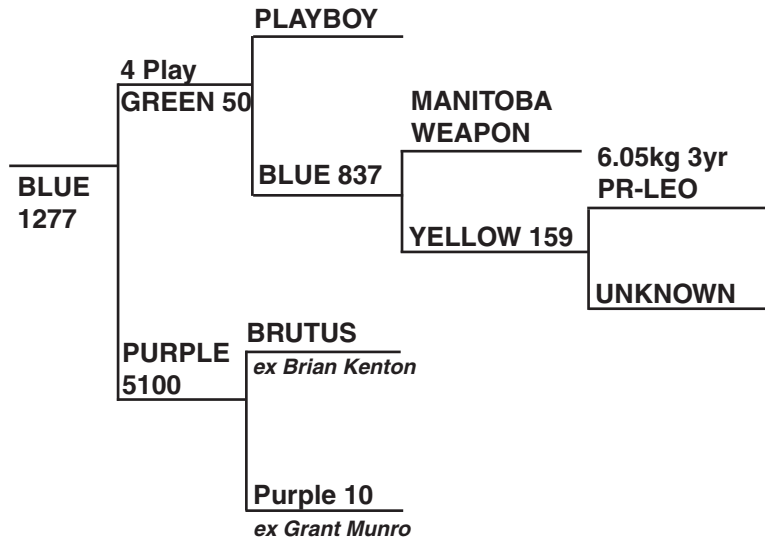 PLAYBOY
4 Play
GREEN 50
MANITOBA
WEAPON
6.05kg 3yr
PR-LEO
BLUE 837
BLUE
1277
YELLOW 159
UNKNOWN
BRUTUS
ex Brian Kenton
PURPLE
5100
Purple 10
ex Grant Munro